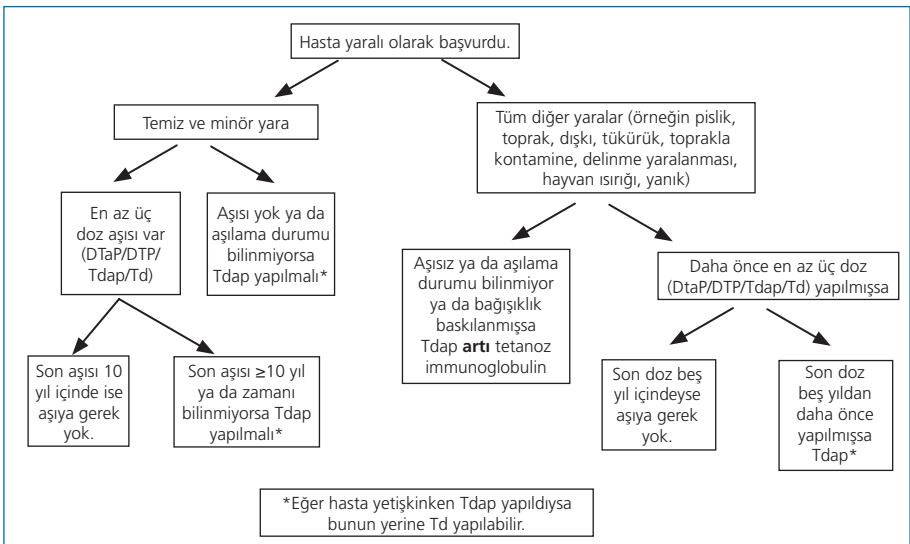 Hasta yaralı olarak başvurdu.
Temiz ve minör yara
Tüm diğer yaralar (örneğin pislik,
toprak, dışkı, tükürük, toprakla
kontamine, delinme yaralanması,
hayvan ısırığı, yanık)
En az üç
doz aşısı var
(DTaP/DTP/
Tdap/Td)
Aşısı yok ya da
aşılama durumu
bilinmiyorsa
Tdap yapılmalı*
Aşısız ya da aşılama
durumu bilinmiyor
ya da bağışıklık
baskılanmışsa
Tdap artı tetanoz
immunoglobulin
Daha önce en az üç doz
(DtaP/DTP/Tdap/Td) yapılmışsa
Son aşısı 10
yıl içinde ise
aşıya gerek
yok.
Son aşısı ≥10 yıl
ya da zamanı
bilinmiyorsa Tdap
yapılmalı*
Son doz beş
yıl içindeyse
aşıya gerek
yok.
Son doz
beş yıldan
daha önce
yapılmışsa
Tdap*
*Eğer hasta yetişkinken Tdap yapıldıysa
bunun yerine Td yapılabilir.